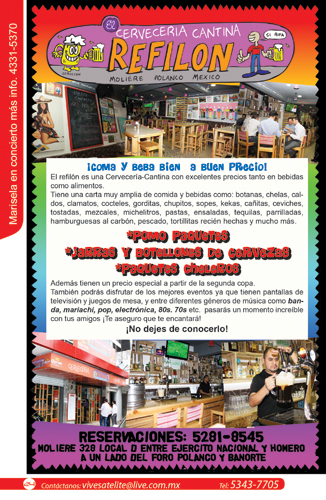 Marisela en concierto más info. 4331-5370
EL
CERVECERIA CANTINA
REFILON
MOLIERE POLANCO MEXICO
¡Coma y Beba Bien a Buen Precio!
El refilón es una Cervecería-Cantina con excelentes precios tanto en bebidas
como alimentos.
Tiene una carta muy amplia de comida y bebidas como: botanas, chelas, cal-
dos, clamatos, cocteles, gorditas, chupitos, sopes, kekas, cañitas, ceviches,
tostadas, mezcales, michelitros, pastas, ensaladas, tequilas, parrilladas,
hamburguesas al carbón, pescado, tortillitas recién hechas y mucho más.
*Pomo Paquetes
*Jarras y Botellones de Cervezas
*Paquetes Cheleros
Además tienen un precio especial a partir de la segunda copa.
También podrás disfrutar de los mejores eventos ya que tienen pantallas de
televisión y juegos de mesa, y entre diferentes géneros de música como ban-
da, mariachi, pop, electrónica, 80s. 70s etc, pasarás un momento increíble
con tus amigos ¡Te aseguro que te encantará!
¡No dejes de conocerlo!
RESERVACIONES: 5281-8545
MOLIERE 328 LOCAL D ENTRE EJERCITO NACIONAL Y HOMERO
A UN LADO DEL FORO POLANCO Y BANORTE
Contáctanos: vivesatelite@live.com.mx
Tel: 5343-7705